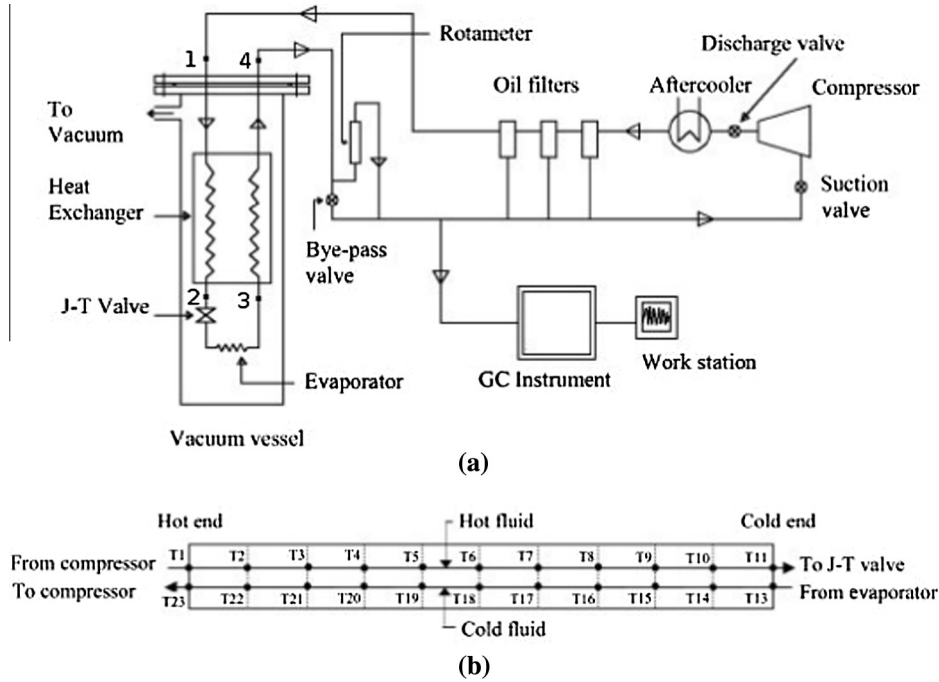 1
4
Rotameter
Discharge valve
Oil filters
Aftercooler
Compressor
To
Vacuum
Heat
Exchanger
Suction
valve
Bye-pass
valve
2
3
J-T Valve
Evaporator
GC Instrument
Work station
Vacuum vessel
(a)
Hot end
Hot fluid
Cold end
From compressor
T1 T2 T3 T4 T5 T6 T7 T8 T9 T10 T11
To J-T valve
To compressor
T23 T22 T21 T20 T19 T18 T17 T16 T15 T14 T13
From evaporator
Cold fluid
(b)